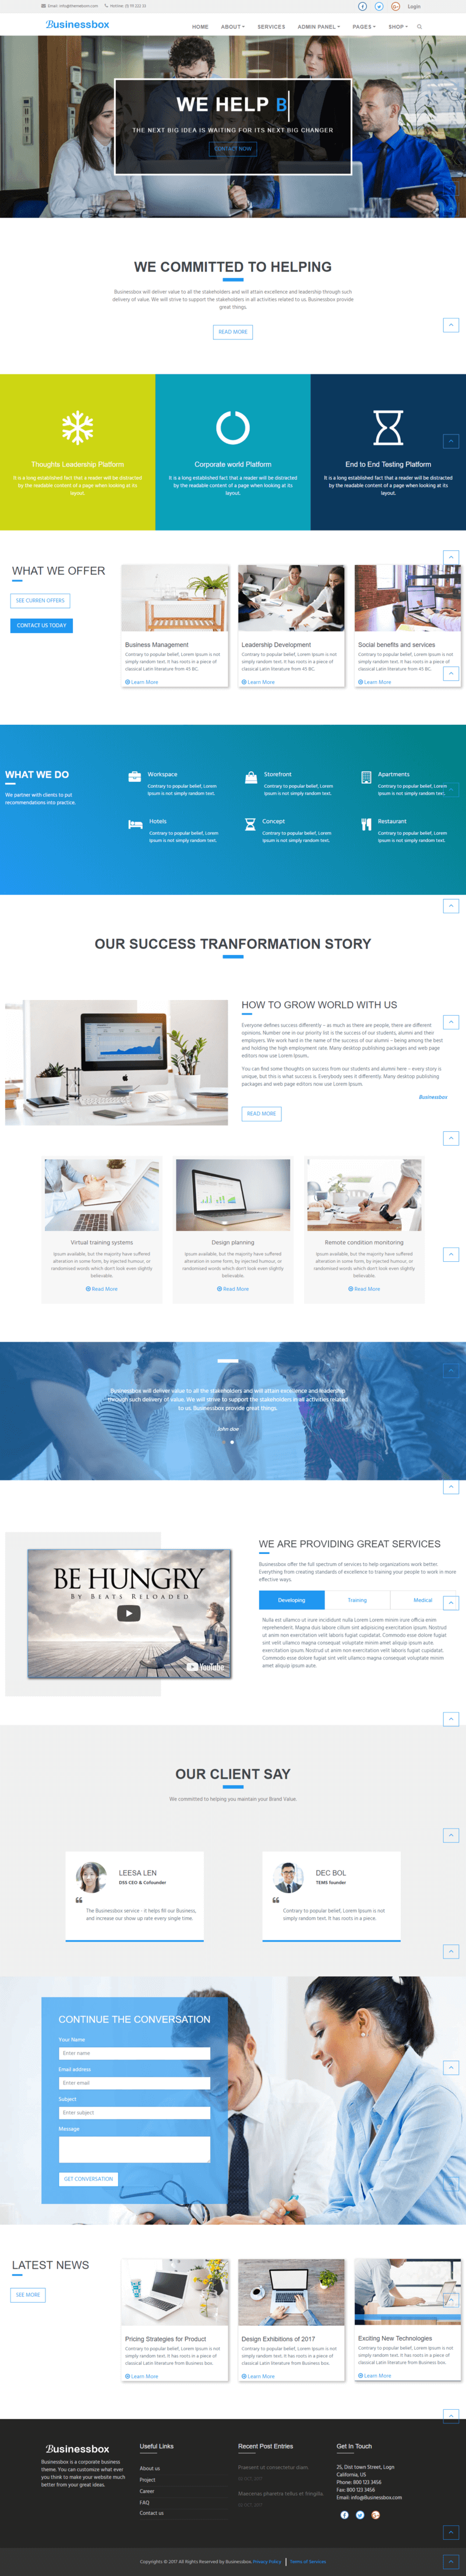 Email: info@themeboxn.com Hotline: 25 99 222 33 Login
Businessbox HOME ABOUT SERVICES ADMIN PANEL PAGES SHOP
WE HELP B
THE NEXT BIG IDEA IS WAITING FOR ITS NEXT BIG CHANGER
CONTACT NOW
WE COMMITTED TO HELPING
Businessbox will deliver value to all the stakeholders and will attain excellence and leadership through such
delivery of value. We will strive to support the stakeholders in all activities related to us. Businessbox provide
great things.
READ MORE
Thoughts Leadership Platform
It is a long established fact that a reader will be distracted
by the readable content of a page when looking at its
layout.
Corporate world Platform
It is a long established fact that a reader will be distracted
by the readable content of a page when looking at its
layout.
End to End Testing Platform
It is a long established fact that a reader will be distracted
by the readable content of a page when looking at its
layout.
WHAT WE OFFER
SEE CURREN OFFERS
CONTACT US TODAY
Business Management
Contrary to popular belief, Lorem Ipsum is not
simply random text. It has roots in a piece of
classical Latin literature from 45 BC.
Learn More
Leadership Development
Contrary to popular belief, Lorem Ipsum is not
simply random text. It has roots in a piece of
classical Latin literature from 45 BC.
Learn More
Social benefits and services
Contrary to popular belief, Lorem Ipsum is not
simply random text. It has roots in a piece of
classical Latin literature from 45 BC.
Learn More
WHAT WE DO
We partner with clients to put
recommendations into practice.
Workspace
Contrary to popular belief, Lorem
Ipsum is not simply random text.
Storefront
Contrary to popular belief, Lorem
Ipsum is not simply random text.
Apartments
Contrary to popular belief, Lorem
Ipsum is not simply random text.
Hotels
Contrary to popular belief, Lorem
Ipsum is not simply random text.
Concept
Contrary to popular belief, Lorem
Ipsum is not simply random text.
Restaurant
Contrary to popular belief, Lorem
Ipsum is not simply random text.
OUR SUCCESS TRANFORMATION STORY
HOW TO GROW WORLD WITH US
Everyone defines success differently – as much as there are people, there are different
opinions. Number one in our priority list is the success of our students, alumni and their
employers. We work hard in the name of the success of our alumni – being among the best
and holding the high employment rate. Many desktop publishing packages and web page
editors now use Lorem Ipsum.
You can find some thoughts on success from our students and alumni here – every story is
unique, but this is what success is. Everybody sees it differently. Many desktop publishing
packages and web page editors now use Lorem Ipsum.
Businessbox
READ MORE
Virtual training systems
Ipsum available, but the majority have suffered
alteration in some form, by injected humour, or
randomised words which don't look even slightly
believable.
Read More
Design planning
Ipsum available, but the majority have suffered
alteration in some form, by injected humour, or
randomised words which don't look even slightly
believable.
Read More
Remote condition monitoring
Ipsum available, but the majority have suffered
alteration in some form, by injected humour, or
randomised words which don't look even slightly
believable.
Read More
Businessbox will deliver value to all the stakeholders and will attain excellence and leadership
through such delivery of value. We will strive to support the stakeholders in all activities related
to us. Businessbox provide great things.
John doe
BE HUNGRY
BY BEATS RELOADED
YouTube
WE ARE PROVIDING GREAT SERVICES
Businessbox offer the full spectrum of services to help organizations work better.
Everything from creating standards of excellence to training your people to work in more
effective ways.
Developing Training Medical
Nulla est ullamco ut irure incididunt nulla Lorem Lorem minim irure officia enim
reprehenderit. Magna duis labore cillum sint adipisicing exercitation ipsum. Nostrud
ut anim non exercitation velit laboris fugiat cupidatat. Commodo esse dolore fugiat
sint velit ullamco magna consequat voluptate minim amet aliquip ipsum aute
exercitation ipsum. Nostrud ut anim non exercitation velit laboris fugiat cupidatat.
Commodo esse dolore fugiat sint velit ullamco magna consequat voluptate minim
amet aliquip ipsum aute.
OUR CLIENT SAY
We committed to helping you maintain your Brand Value.
LEESA LEN
DSS CEO & Cofounder
The Businessbox service - it helps fill our Business,
and increase our show up rate every single time.
DEC BOL
TEMS founder
Contrary to popular belief, Lorem Ipsum is not
simply random text. It has roots in a piece.
CONTINUE THE CONVERSATION
Your Name
Enter name
Email address
Enter email
Subject
Enter subject
Message
GET CONVERSATION
LATEST NEWS
SEE MORE
Pricing Strategies for Product
Contrary to popular belief, Lorem Ipsum is not
simply random text. It has roots in a piece of
classical Latin literature from Business box.
Learn More
Design Exhibitions of 2017
Contrary to popular belief, Lorem Ipsum is not
simply random text. It has roots in a piece of
classical Latin literature from Business box.
Learn More
Exciting New Technologies
Contrary to popular belief, Lorem Ipsum is not
simply random text. It has roots in a piece of
classical Latin literature from Business box.
Learn More
Businessbox
Businessbox is a corporate business
theme. You can customize what ever
you think to make your website much
better from your great ideas.
Useful Links
About us
Project
Career
FAQ
Contact us
Recent Post Entries
Praesent ut consectetur diam.
Maecenas pharetra tellus et fringilla.
Get In Touch
25, Dist town Street, Logn
California, US
Phone: 800 123 3456
Fax: 800 123 3456
Email: info@Businessbox.com
Copyrights © 2017 All Rights Reserved by Businessbox. Privacy Policy | Terms of Services